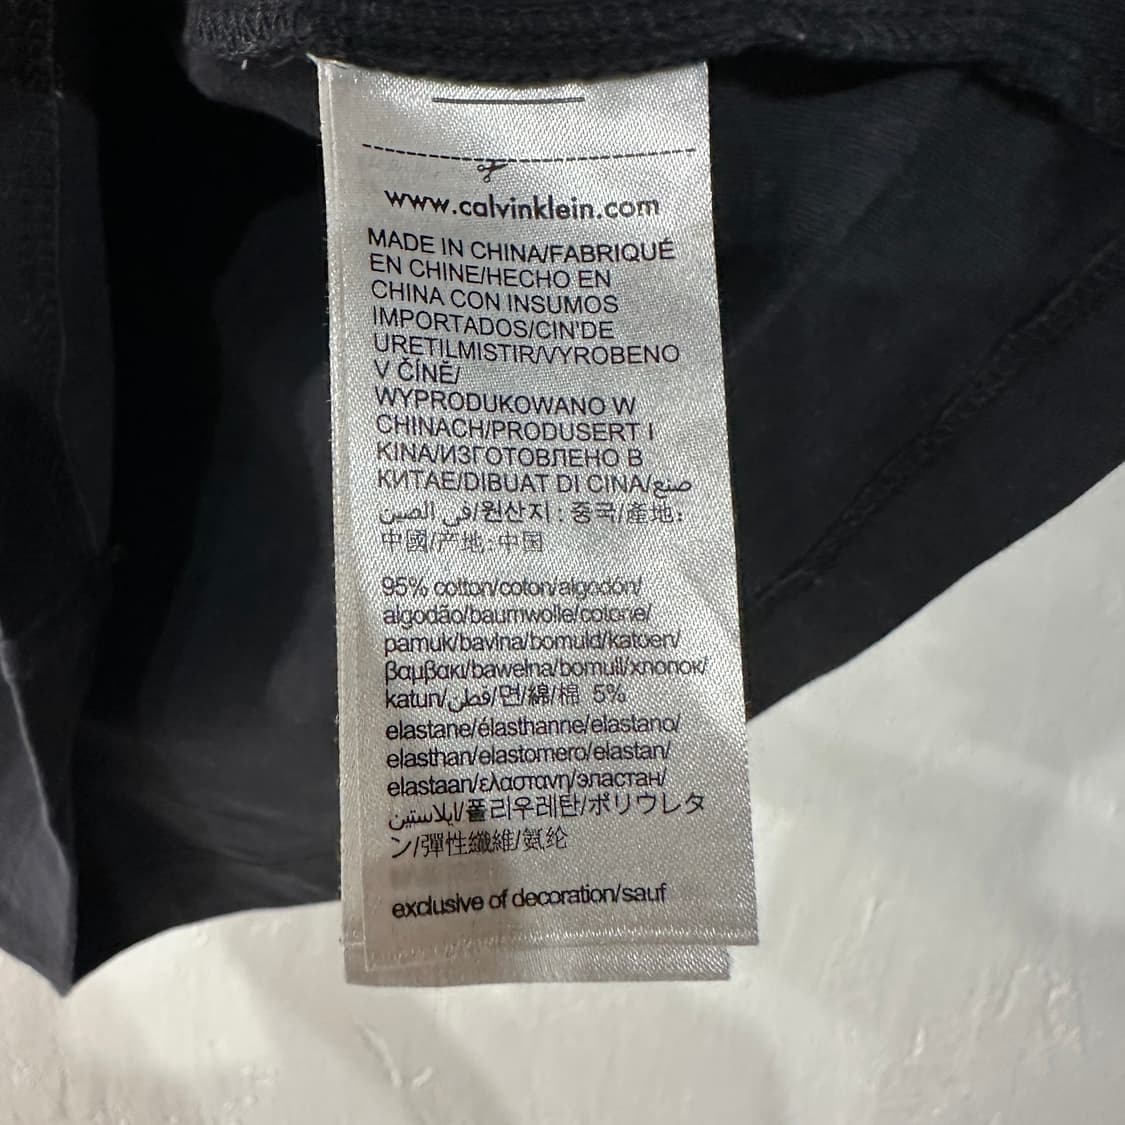 www.calvinklein.com
MADE IN CHINA/FABRIQUÉ
EN CHINE/HECHO EN
CHINA CON INSUMOS
IMPORTADOS/CIN'DE
URETILMISTIR/VYROBENO
V ČÍNĚ/
WYPRODUKOWANO W
CHINACH/PRODUSERT I
KINA/ИЗГОТОВЛЕНО В
КИТАЕ/DIBUAT DI CINA/صنع
في الصين/원산지: 중국/產地:
中國/产地:中国
95% cotton/coton/algodón/
algodão/baumwolle/cotone/
pamuk/bavlna/bomuld/katoen/
βαμβακι/bawełna/bomull/хлопок/
katun/قطن/면/綿/棉 5%
elastane/élasthanne/elastano/
elasthan/elastomero/elastan/
elastaan/ελαστανη/эластан/
ايلاستين/폴리우레탄/ポリウレタ
ン/彈性纖維/氨纶
exclusive of decoration/sauf